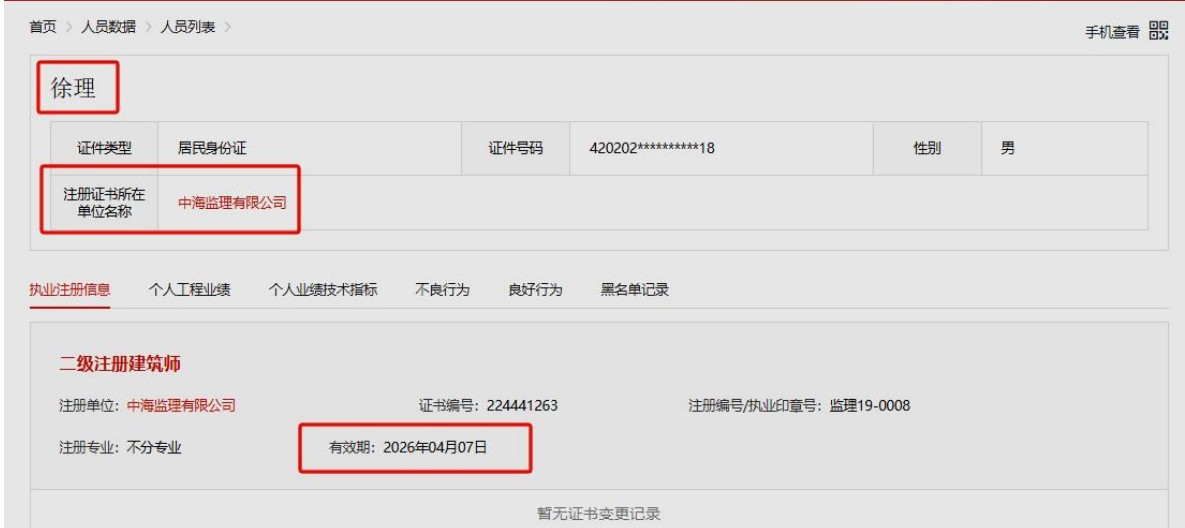 首页 > 人员数据 > 人员列表 >
手机查看
徐理
证件类型 居民身份证 证件号码 420202**********18 性别 男
注册证书所在
单位名称 中海监理有限公司
执业注册信息 个人工程业绩 个人业绩技术指标 不良行为 良好行为 黑名单记录
二级注册建筑师
注册单位：中海监理有限公司 证书编号：224441263 注册编号/执业印章号：监理19-0008
注册专业：不分专业 有效期：2026年04月07日
暂无证书变更记录